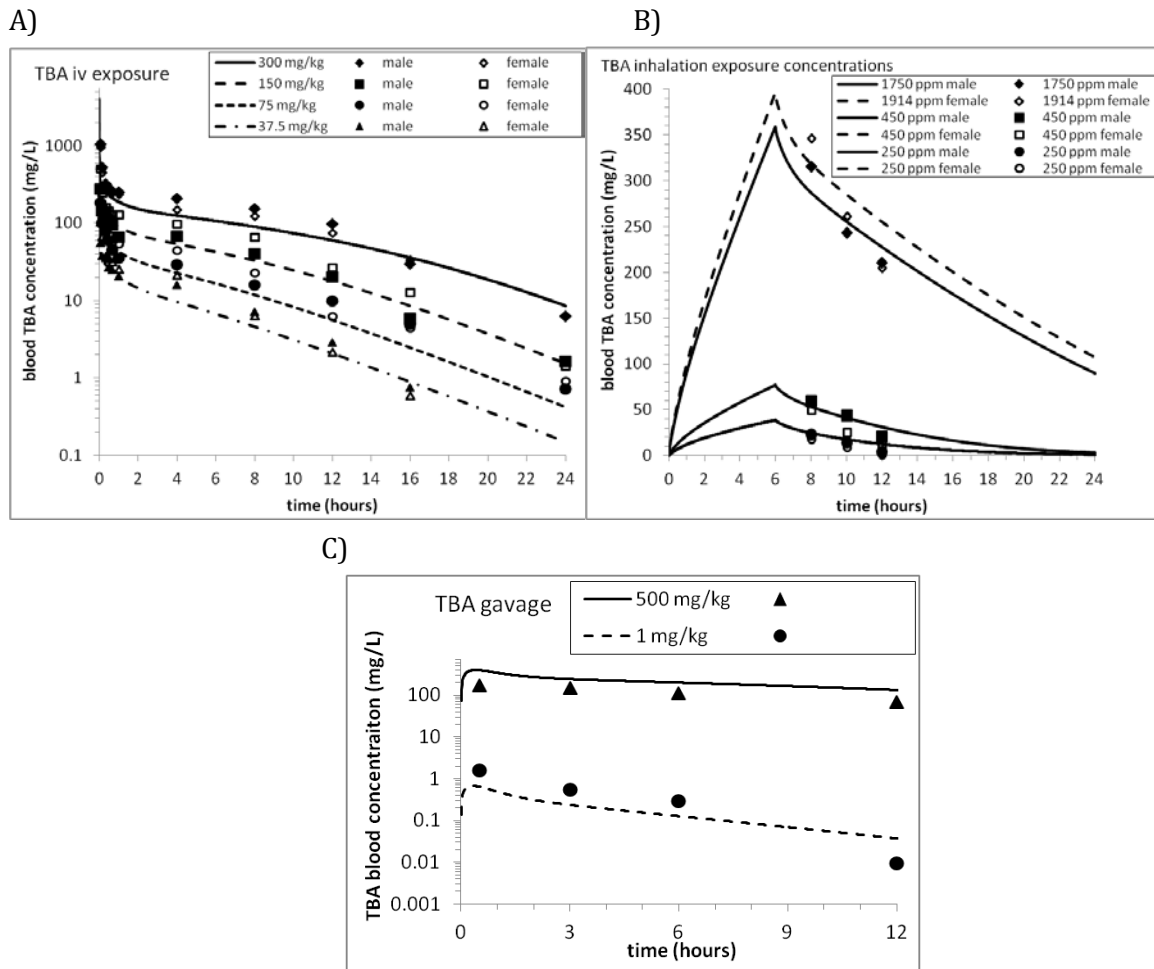 A)
TBA iv exposure
300 mg/kg male female
150 mg/kg male female
75 mg/kg male female
37.5 mg/kg male female
blood TBA concentration (mg/L)
1000
100
10
1
0.1
0 2 4 6 8 10 12 14 16 18 20 22 24
time (hours)
B)
TBA inhalation exposure concentrations
1750 ppm male 1750 ppm male
1914 ppm female 1914 ppm female
450 ppm male 450 ppm male
450 ppm female 450 ppm female
250 ppm male 250 ppm male
250 ppm female 250 ppm female
blood TBA concentration (mg/L)
400
350
300
250
200
150
100
50
0
0 2 4 6 8 10 12 14 16 18 20 22 24
time (hours)
C)
TBA gavage
500 mg/kg
1 mg/kg
TBA blood concentraiton (mg/L)
100
10
1
0.1
0.01
0.001
0 3 6 9 12
time (hours)